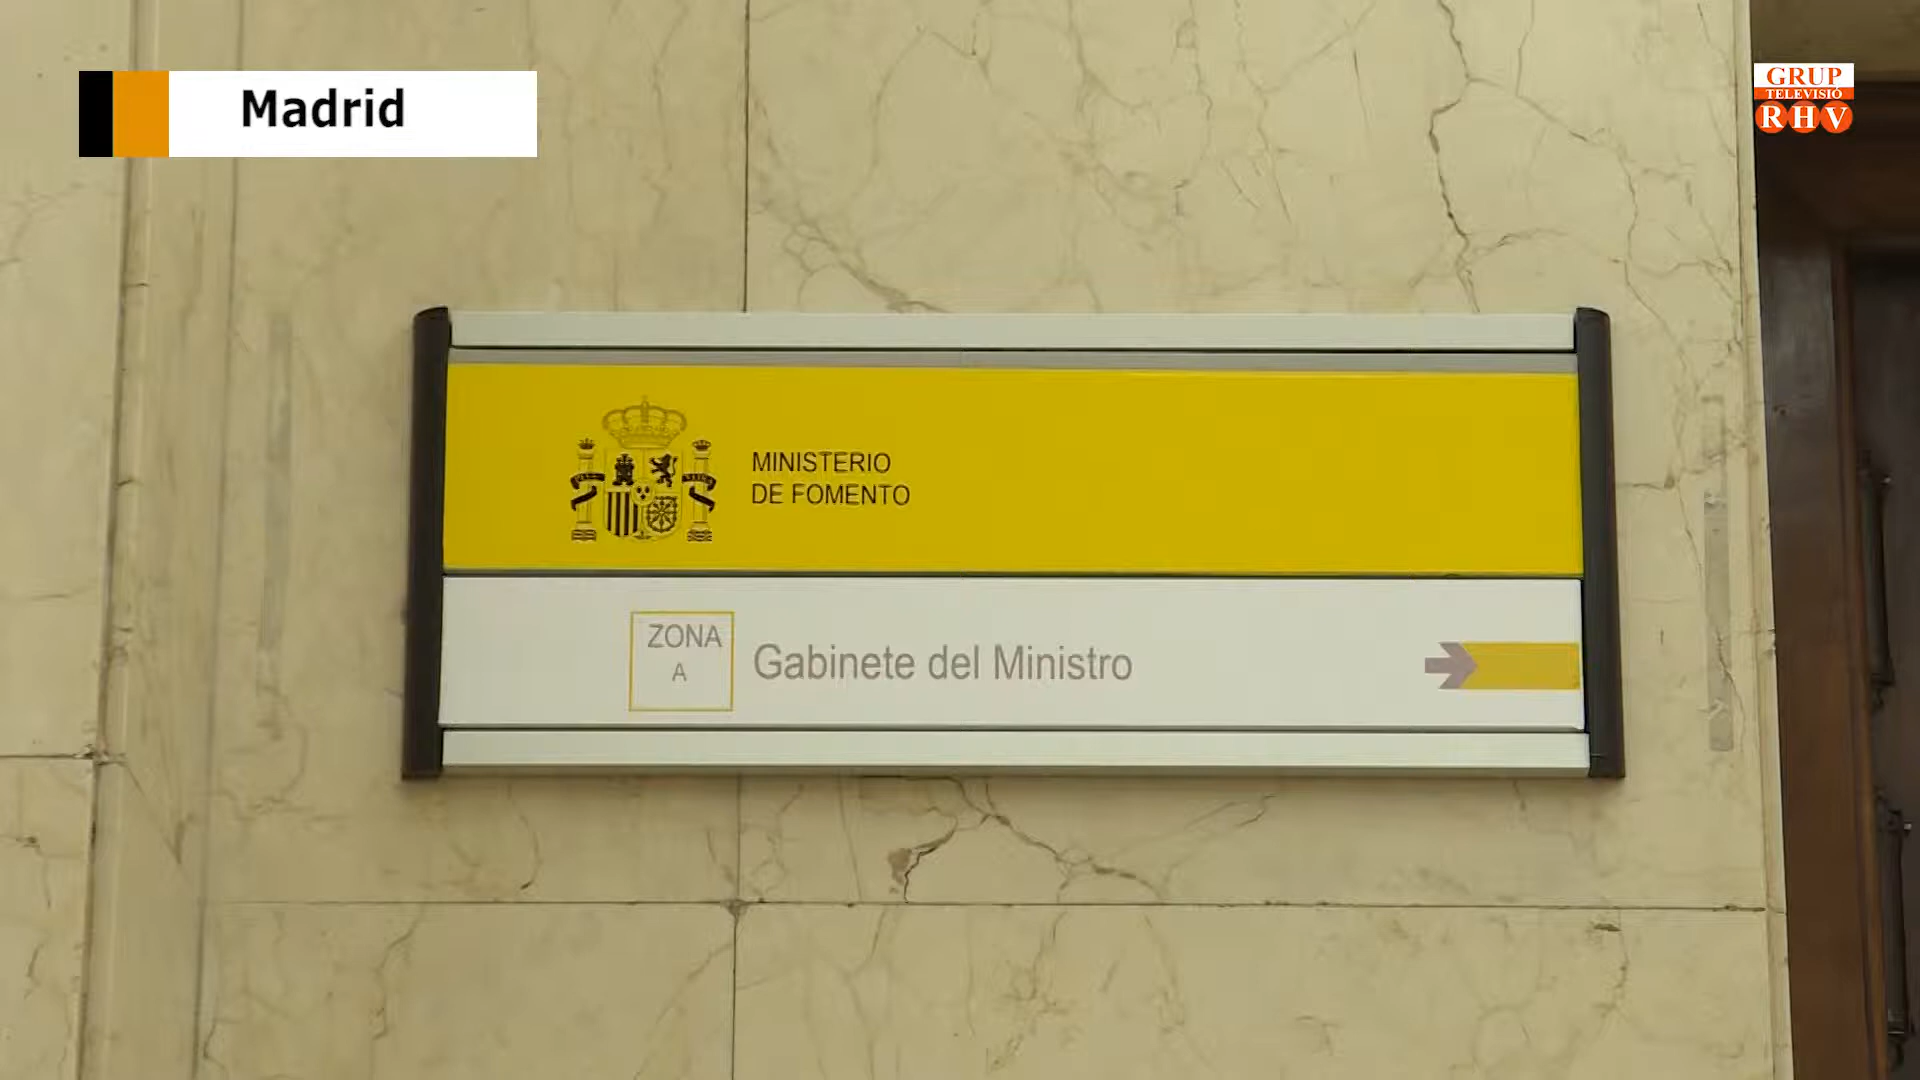 Madrid
GRUP
TELEVISIÓ
RHV
MINISTERIO
DE FOMENTO
ZONA
A
Gabinete del Ministro